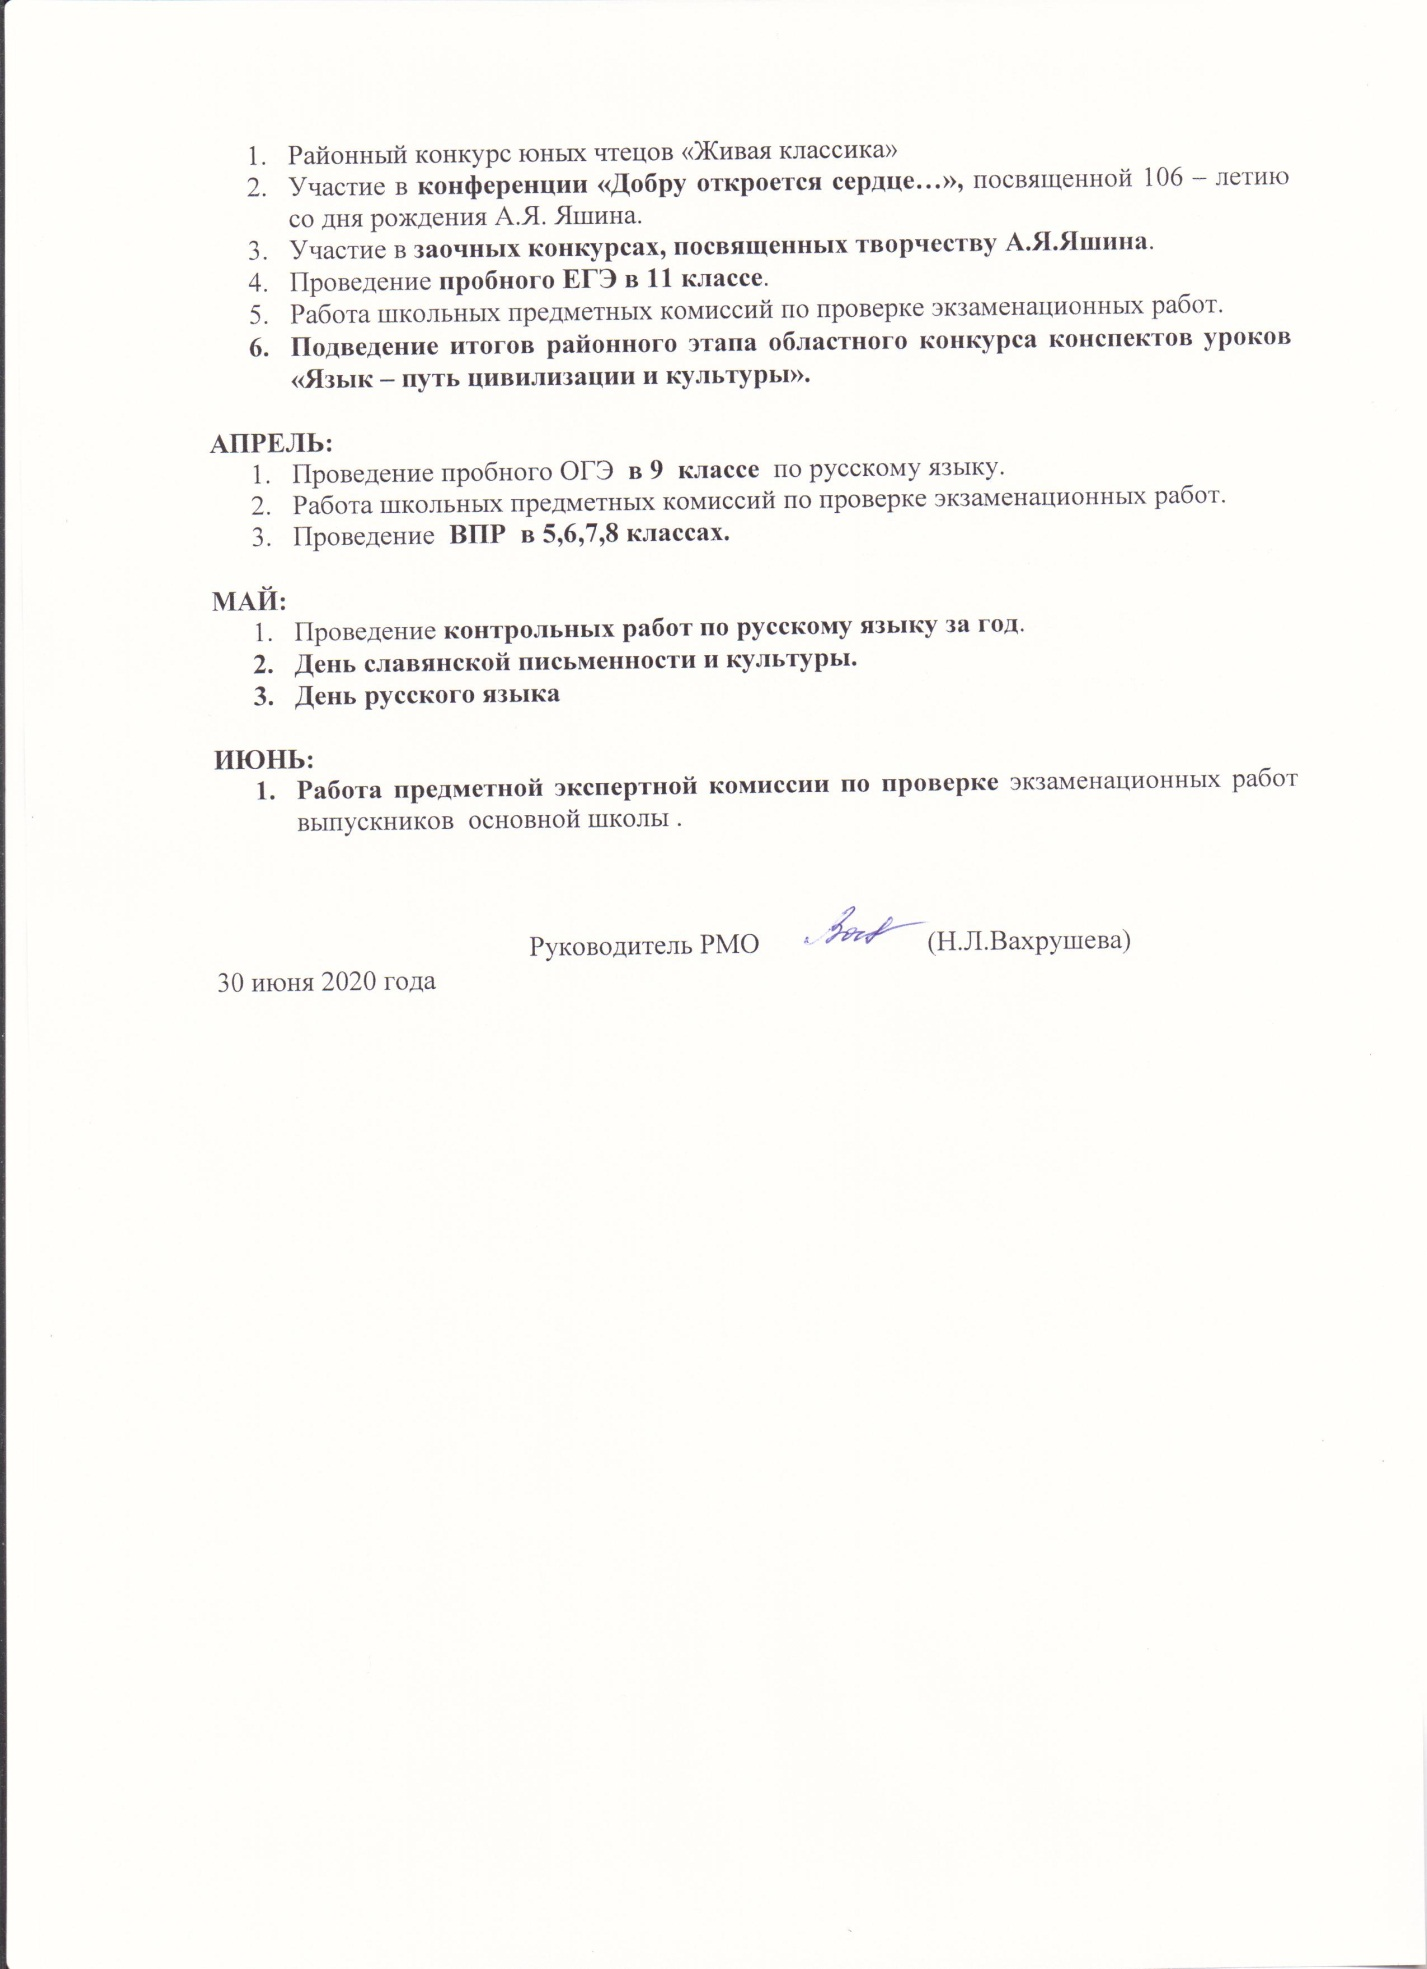 1. Районный конкурс юных чтецов «Живая классика»
2. Участие в конференции «Добру откроется сердце…», посвященной 106 – летию
со дня рождения А.Я. Яшина.
3. Участие в заочных конкурсах, посвященных творчеству А.Я.Яшина.
4. Проведение пробного ЕГЭ в 11 классе.
5. Работа школьных предметных комиссий по проверке экзаменационных работ.
6. Подведение итогов районного этапа областного конкурса конспектов уроков
«Язык – путь цивилизации и культуры».
АПРЕЛЬ:
1. Проведение пробного ОГЭ в 9 классе по русскому языку.
2. Работа школьных предметных комиссий по проверке экзаменационных работ.
3. Проведение ВПР в 5,6,7,8 классах.
МАЙ:
1. Проведение контрольных работ по русскому языку за год.
2. День славянской письменности и культуры.
3. День русского языка
ИЮНЬ:
1. Работа предметной экспертной комиссии по проверке экзаменационных работ
выпускников основной школы .
Руководитель РМО (Н.Л.Вахрушева)
30 июня 2020 года